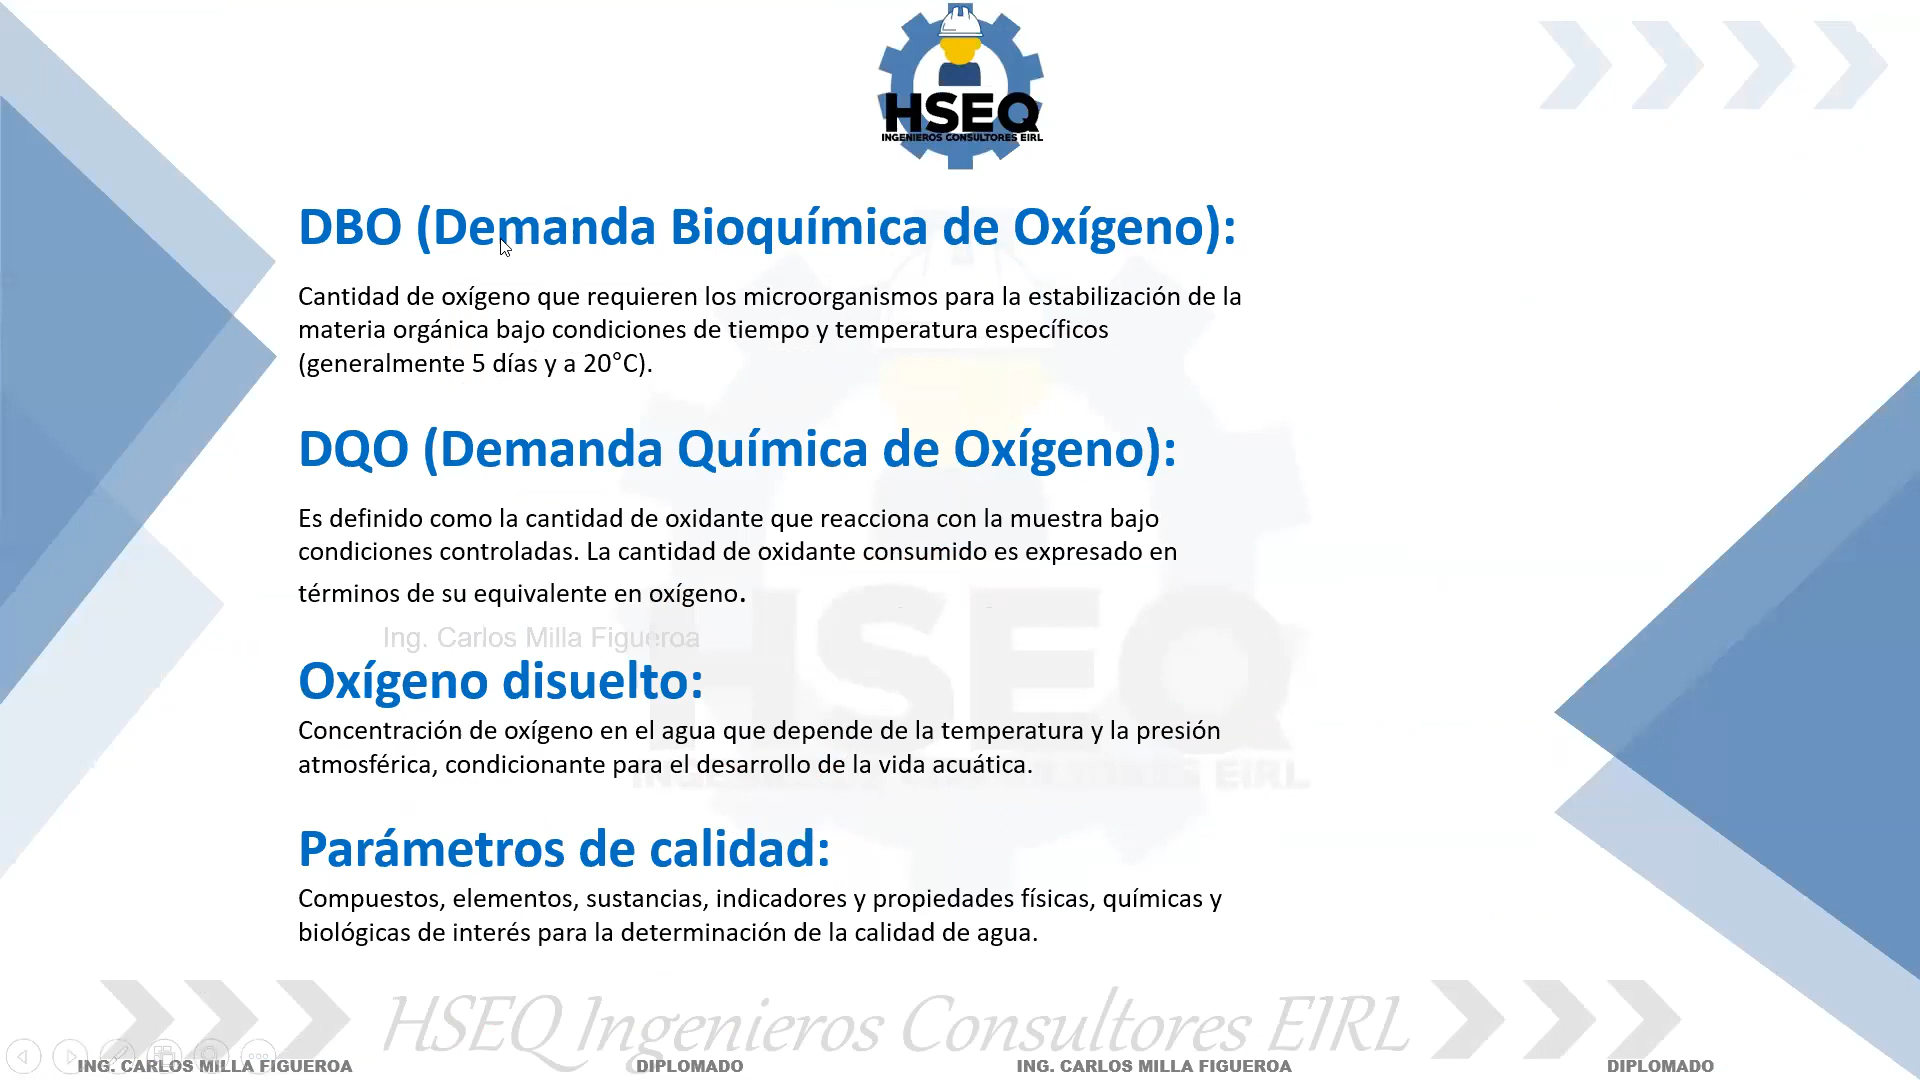 HSEQ
INGENIEROS CONSULTORES EIRL
DBO (Demanda Bioquímica de Oxígeno):
Cantidad de oxígeno que requieren los microorganismos para la estabilización de la
materia orgánica bajo condiciones de tiempo y temperatura específicos
(generalmente 5 días y a 20°C).
DQO (Demanda Química de Oxígeno):
Es definido como la cantidad de oxidante que reacciona con la muestra bajo
condiciones controladas. La cantidad de oxidante consumido es expresado en
términos de su equivalente en oxígeno.
Ing. Carlos Milla Figueroa
HSEQ
INGENIEROS CONSULTORES EIRL
Oxígeno disuelto:
Concentración de oxígeno en el agua que depende de la temperatura y la presión
atmosférica, condicionante para el desarrollo de la vida acuática.
Parámetros de calidad:
Compuestos, elementos, sustancias, indicadores y propiedades físicas, químicas y
biológicas de interés para la determinación de la calidad de agua.
HSEQ Ingenieros Consultores EIRL
ING. CARLOS MILLA FIGUEROA DIPLOMADO ING. CARLOS MILLA FIGUEROA DIPLOMADO